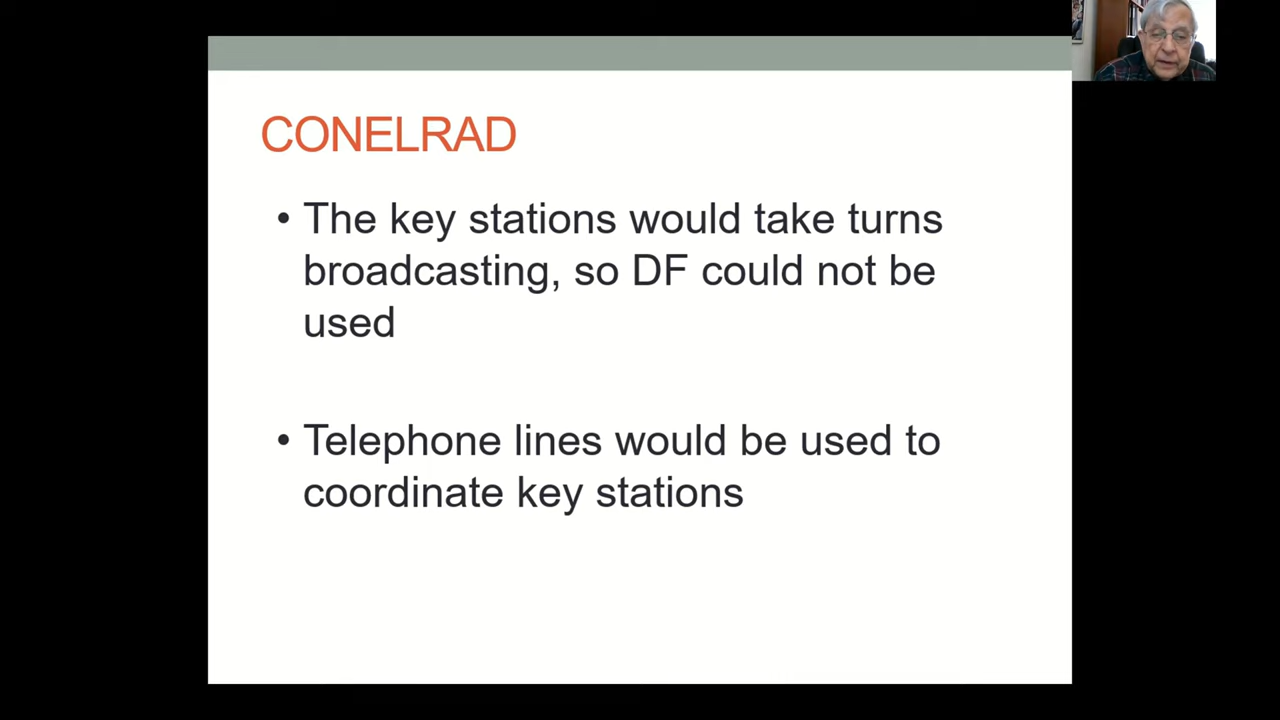 CONELRAD
• The key stations would take turns
broadcasting, so DF could not be
used
• Telephone lines would be used to
coordinate key stations